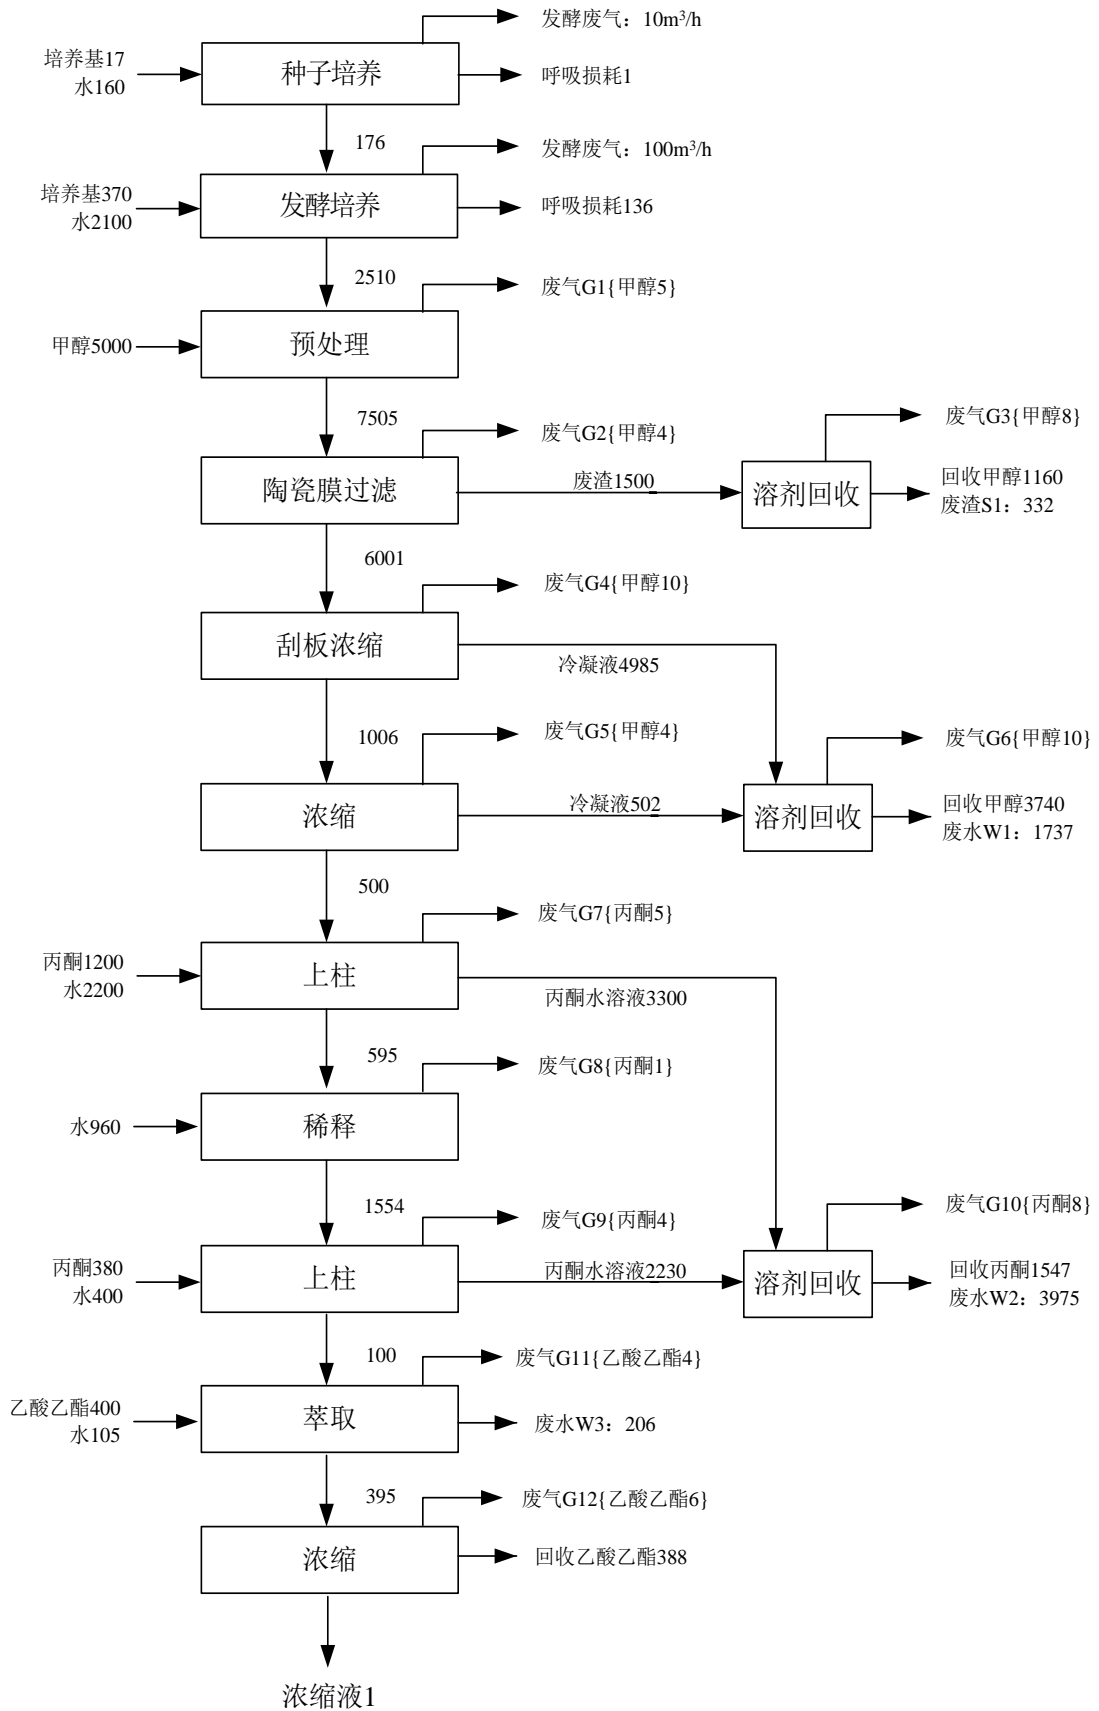 发酵废气：10m³/h
培养基17
水160
种子培养
呼吸损耗1
176
发酵废气：100m³/h
培养基370
水2100
发酵培养
呼吸损耗136
2510
废气G1{甲醇5}
甲醇5000
预处理
7505
废气G2{甲醇4}
废气G3{甲醇8}
陶瓷膜过滤
废渣1500
溶剂回收
回收甲醇1160
废渣S1：332
6001
废气G4{甲醇10}
刮板浓缩
冷凝液4985
1006
废气G5{甲醇4}
废气G6{甲醇10}
浓缩
冷凝液502
溶剂回收
回收甲醇3740
废水W1：1737
500
废气G7{丙酮5}
丙酮1200
水2200
上柱
丙酮水溶液3300
595
废气G8{丙酮1}
水960
稀释
1554
废气G9{丙酮4}
废气G10{丙酮8}
丙酮380
水400
上柱
丙酮水溶液2230
溶剂回收
回收丙酮1547
废水W2：3975
100
废气G11{乙酸乙酯4}
乙酸乙酯400
水105
萃取
废水W3：206
395
废气G12{乙酸乙酯6}
浓缩
回收乙酸乙酯388
浓缩液1